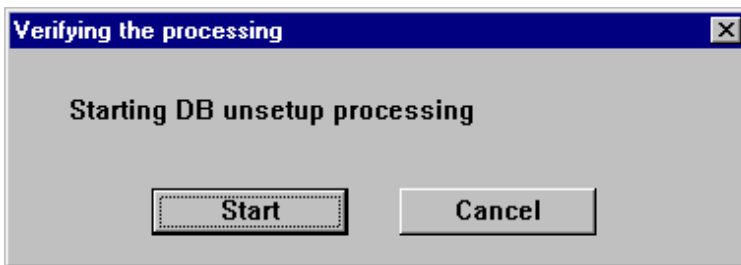 Verifying the processing
Starting DB unsetup processing
Start
Cancel